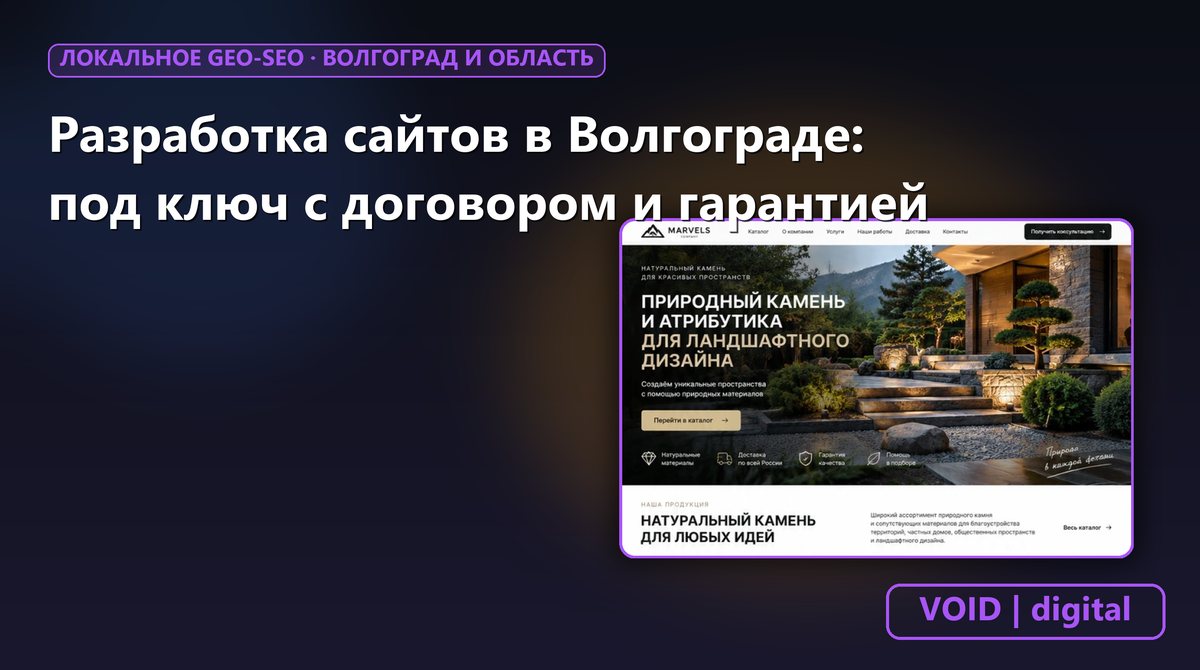 ЛОКАЛЬНОЕ GEO-SEO · ВОЛГОГРАД И ОБЛАСТЬ
Разработка сайтов в Волгограде:
под ключ с договором и гарантией
MARVELS
Каталог О компании Услуги Наши работы Доставка Контакты
Получить консультацию →
НАТУРАЛЬНЫЙ КАМЕНЬ
ДЛЯ КРАСИВЫХ ПРОСТРАНСТВ
ПРИРОДНЫЙ КАМЕНЬ
И АТРИБУТИКА
ДЛЯ ЛАНДШАФТНОГО
ДИЗАЙНА
Создаём уникальные пространства
с помощью природных материалов
Перейти в каталог →
Натуральные
материалы
Доставка
по всей России
Гарантия
качества
Помощь
в подборе
Природа
в каждой детали
НАША ПРОДУКЦИЯ
НАТУРАЛЬНЫЙ КАМЕНЬ
ДЛЯ ЛЮБЫХ ИДЕЙ
Широкий ассортимент природного камня
и сопутствующих материалов для благоустройства
территорий, частных домов, общественных пространств
и ландшафтного дизайна.
Весь каталог →
VOID | digital